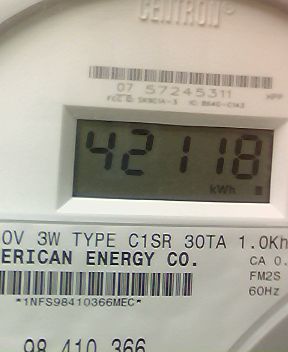 CENTRON®
07 57245311
42118
kWh
0V 3W TYPE C1SR 30TA 1.0Kh
ERICAN ENERGY CO.
CA 0.
FM2S
60Hz
*1NFS98410366MEC*
98 410 366